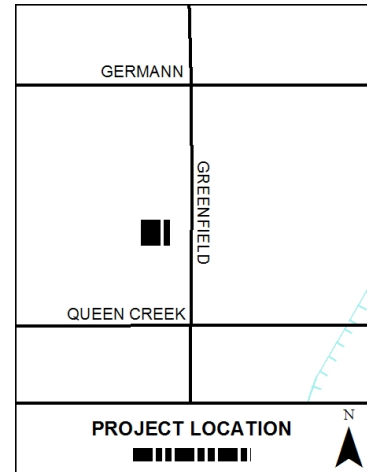 GERMANN
GREENFIELD
QUEEN CREEK
PROJECT LOCATION
N